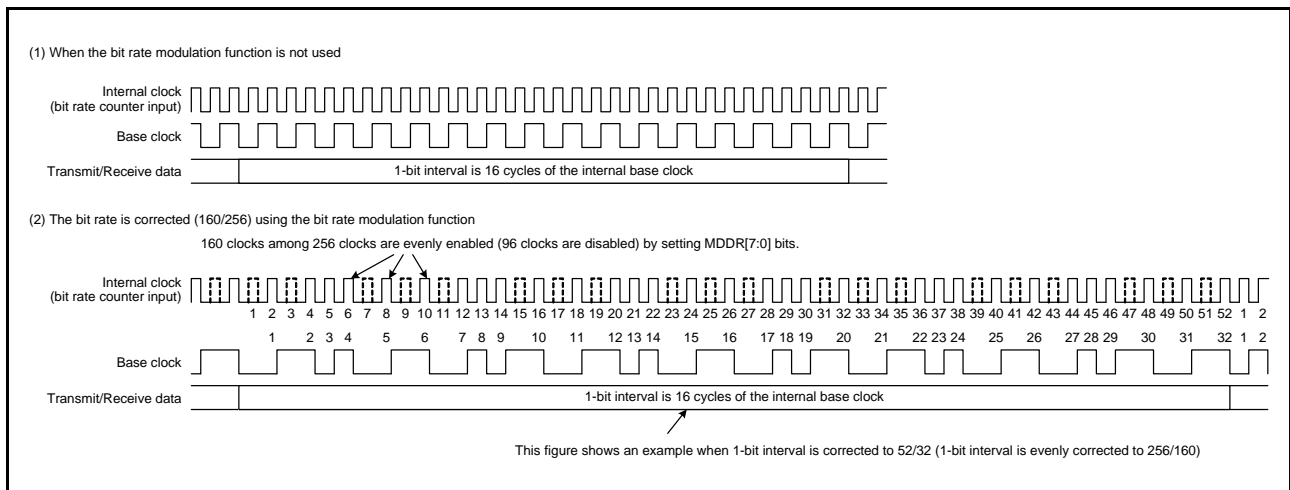 (1) When the bit rate modulation function is not used
Internal clock
(bit rate counter input)
Base clock
Transmit/Receive data
1-bit interval is 16 cycles of the internal base clock
(2) The bit rate is corrected (160/256) using the bit rate modulation function
160 clocks among 256 clocks are evenly enabled (96 clocks are disabled) by setting MDDR[7:0] bits.
Internal clock
(bit rate counter input)
1 2 3 4 5 6 7 8 9 10 11 12 13 14 15 16 17 18 19 20 21 22 23 24 25 26 27 28 29 30 31 32 33 34 35 36 37 38 39 40 41 42 43 44 45 46 47 48 49 50 51 52 1 2
1 2 3 4 5 6 7 8 9 10 11 12 13 14 15 16 17 18 19 20 21 22 23 24 25 26 27 28 29 30 31 32 1 2
Base clock
Transmit/Receive data
1-bit interval is 16 cycles of the internal base clock
This figure shows an example when 1-bit interval is corrected to 52/32 (1-bit interval is evenly corrected to 256/160)